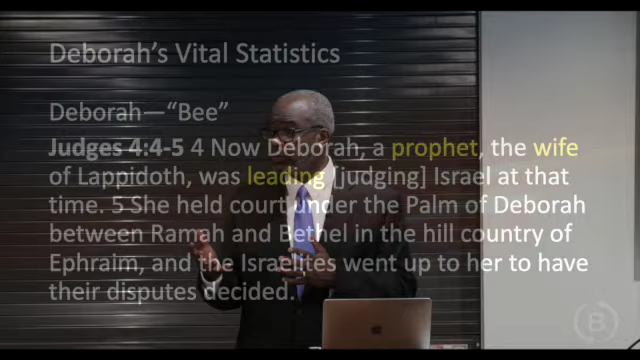 Deborah's Vital Statistics
Deborah—"Bee"
Judges 4:4-5 4 Now Deborah, a prophet, the wife
of Lappidoth, was leading [judging] Israel at that
time. 5 She held court under the Palm of Deborah
between Ramah and Bethel in the hill country of
Ephraim, and the Israelites went up to her to have
their disputes decided.
B